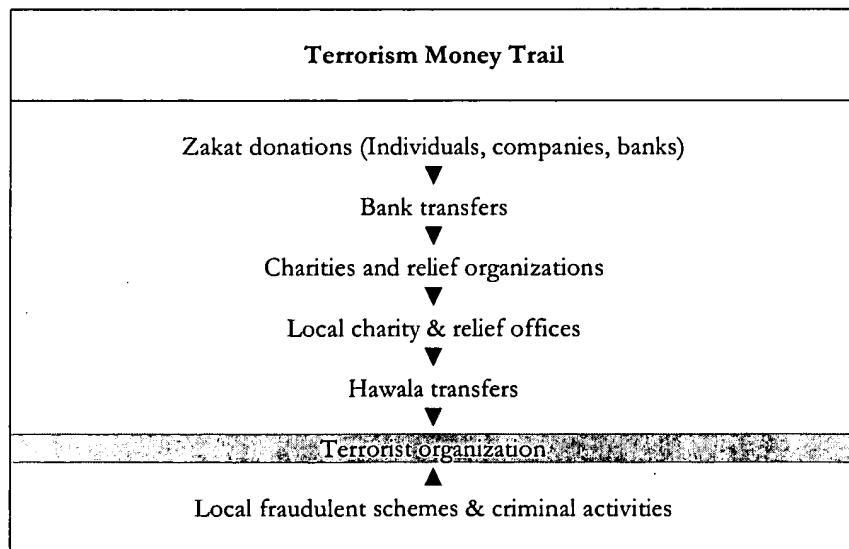 Terrorism Money Trail
Zakat donations (Individuals, companies, banks)
Bank transfers
Charities and relief organizations
Local charity & relief offices
Hawala transfers
Terrorist organization
Local fraudulent schemes & criminal activities